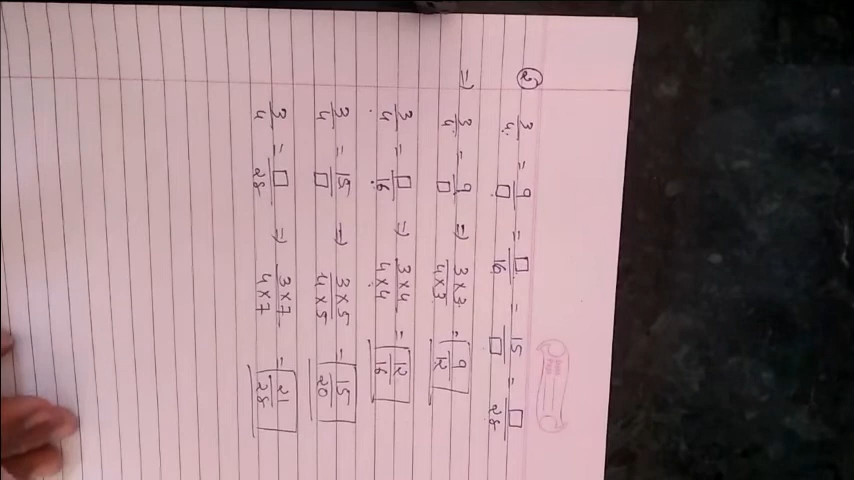 ② 3/4 = 9/□ = □/16 = 15/□ = □/28
⇒ 3/4 = 9/□ ⇒ 3×3/4×3 = 9/12
3/4 = □/16 ⇒ 3×4/4×4 = 12/16
3/4 = 15/□ ⇒ 3×5/4×5 = 15/20
3/4 = □/28 ⇒ 3×7/4×7 = 21/28